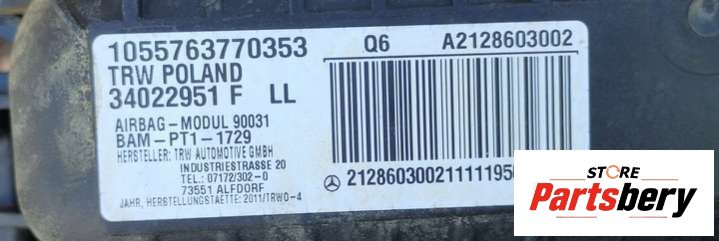 1055763770353
TRW POLAND
34022951 F LL
AIRBAG-MODUL 90031
BAM-PT1-1729
HERSTELLER: TRW AUTOMOTIVE GMBH
INDUSTRIESTRASSE 20
TEL.: 07172/302-0
73551 ALFDORF
JAHR, HERSTELLUNGSTAETTE: 2011/TRWO-4
Q6 A2128603002
STORE
Partsbery